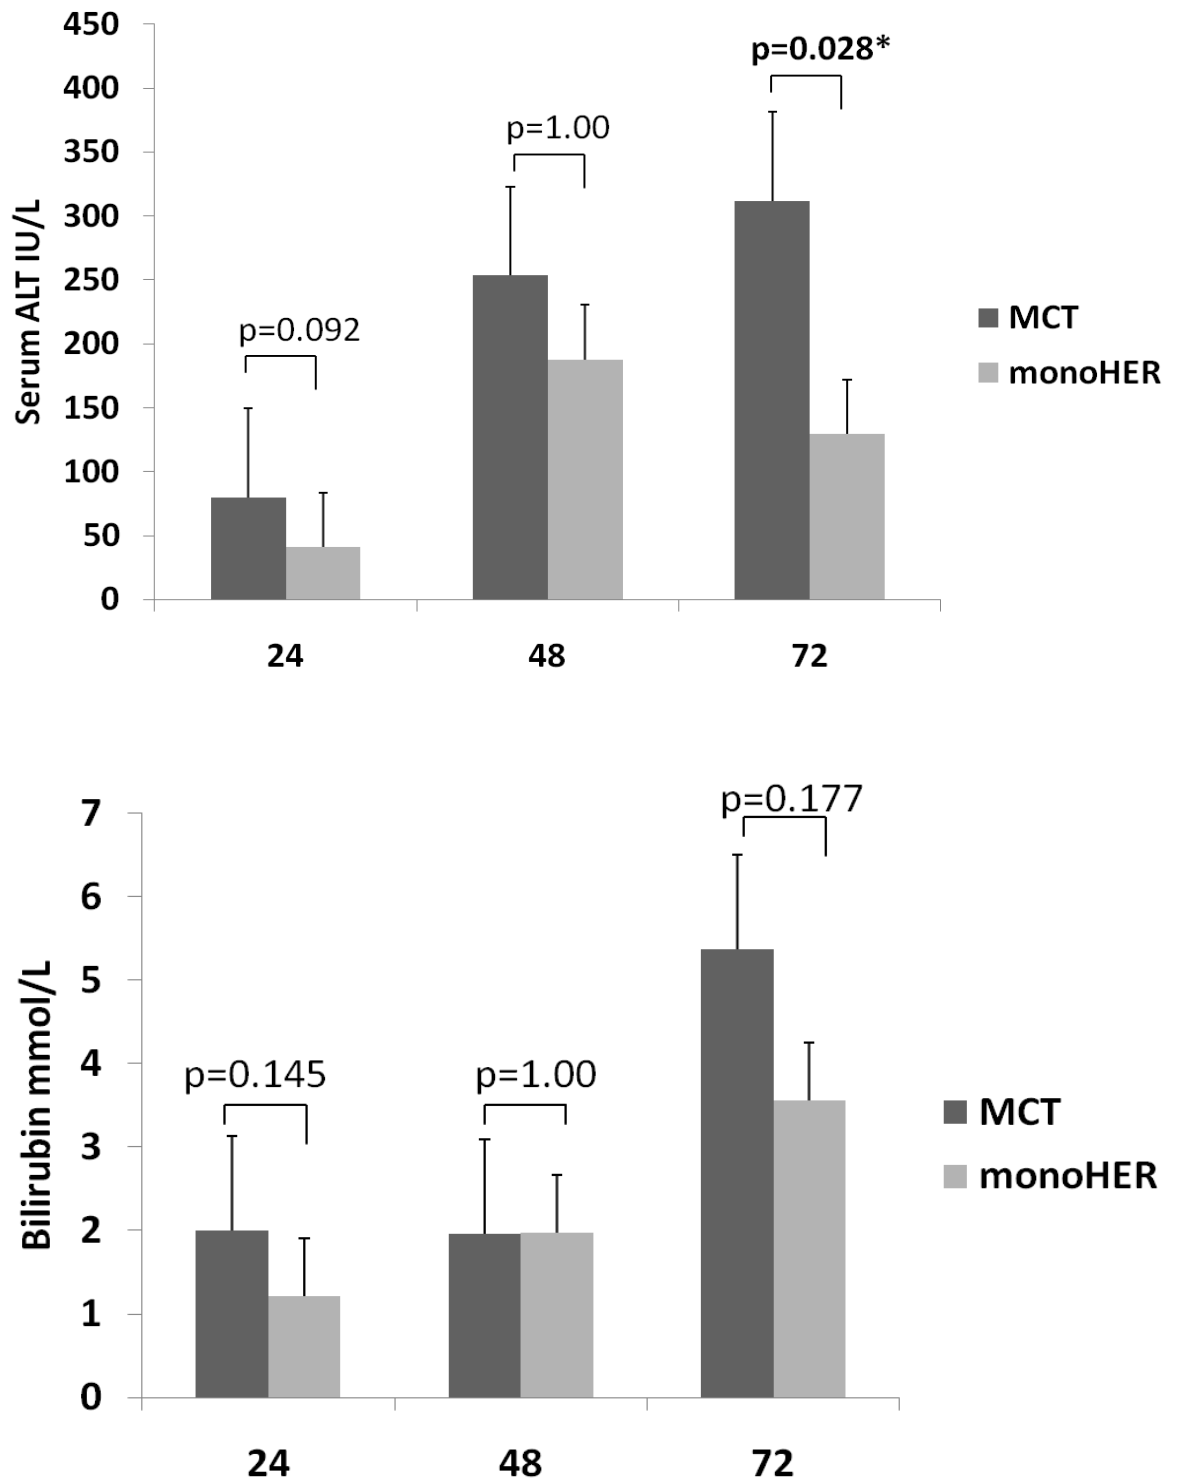 450
400
350
300
250
200
150
100
50
0
Serum ALT IU/L
p=0.092
p=1.00
p=0.028*
24
48
72
MCT
monoHER
7
6
5
4
3
2
1
0
Bilirubin mmol/L
p=0.145
p=1.00
p=0.177
24
48
72
MCT
monoHER